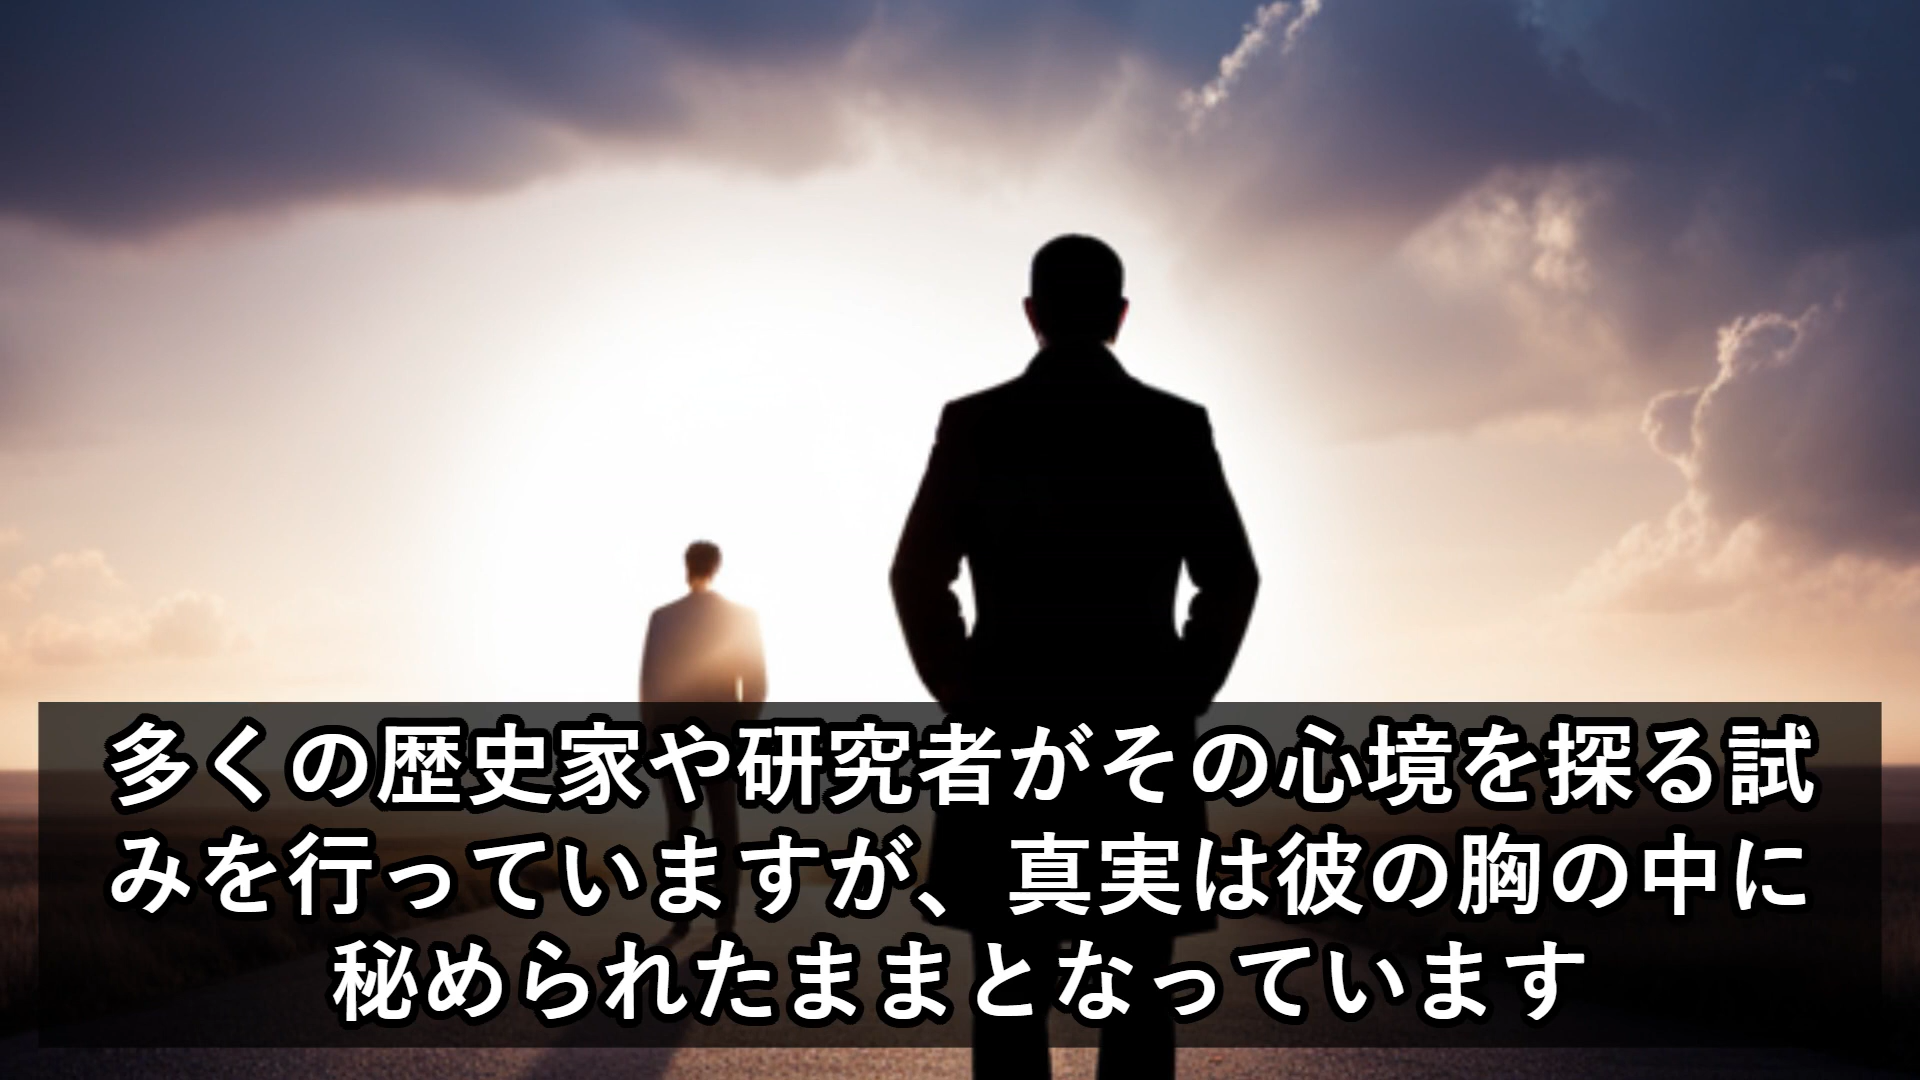 多くの歴史家や研究者がその心境を探る試
みを行っていますが、真実は彼の胸の中に
秘められたままとなっています